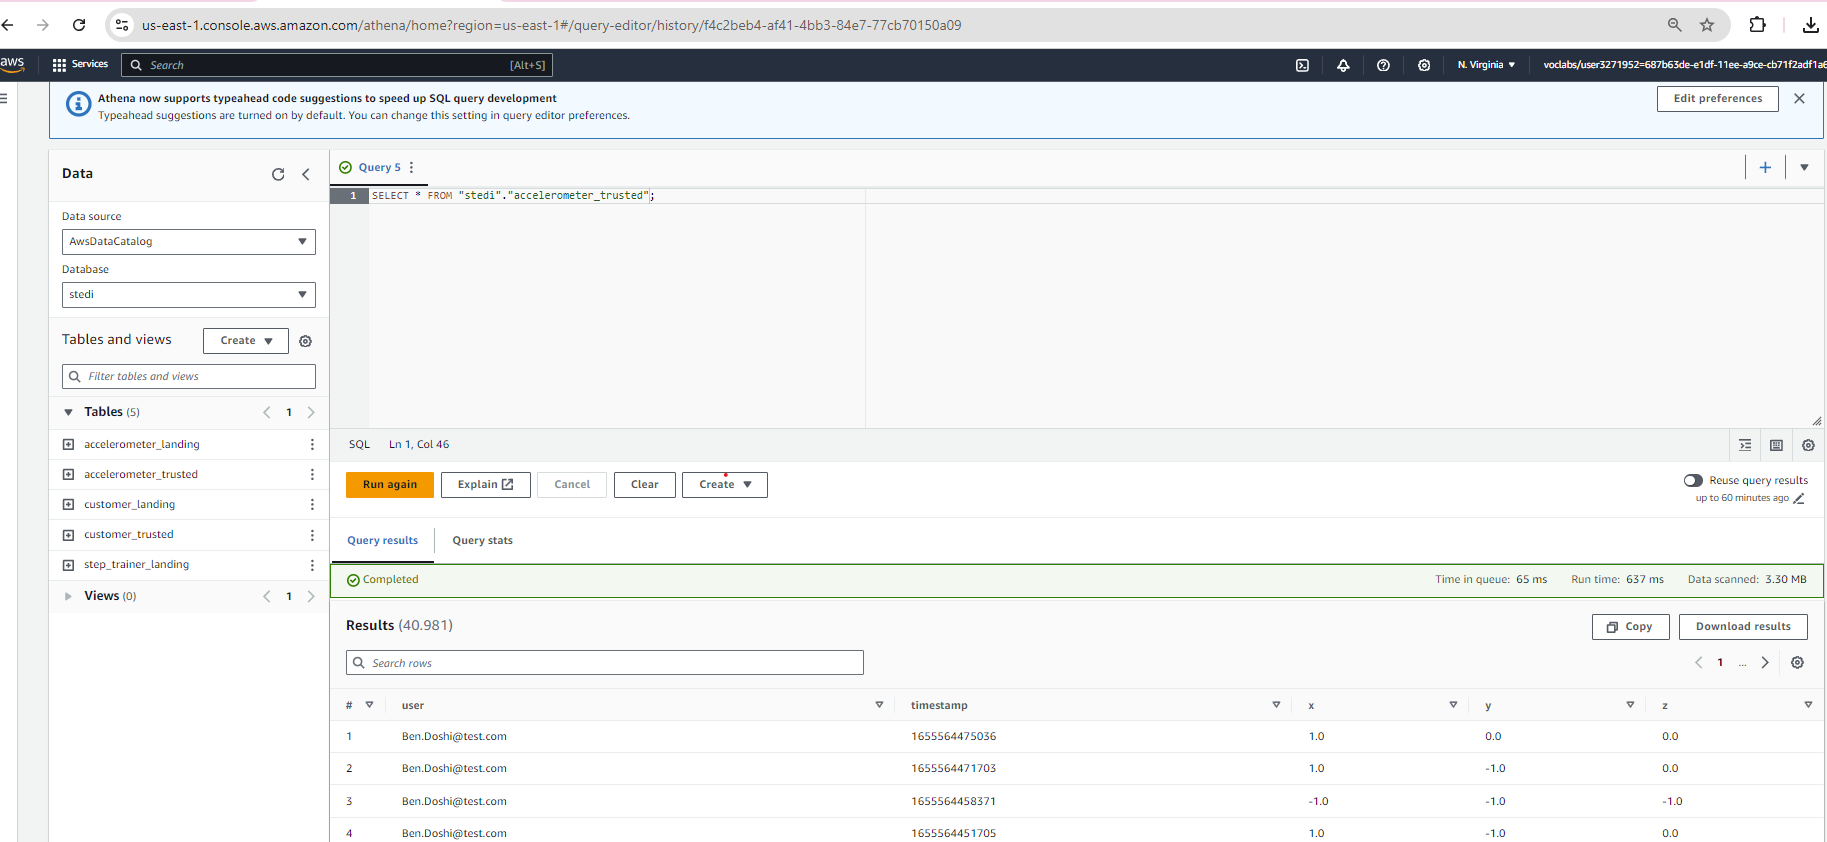 us-east-1.console.aws.amazon.com/athena/home?region=us-east-1#/query-editor/history/f4c2beb4-af41-4bb3-84e7-77cb70150a09
aws
Services
Search
[Alt+S]
N. Virginia
voclabs/user3271952=687b63de-e1df-11ee-a9ce-cb71f2adf1a6
Athena now supports typeahead code suggestions to speed up SQL query development
Typeahead suggestions are turned on by default. You can change this setting in query editor preferences.
Edit preferences
Data
Data source
AwsDataCatalog
Database
stedi
Tables and views
Create
Filter tables and views
Tables (5)
1
accelerometer_landing
accelerometer_trusted
customer_landing
customer_trusted
step_trainer_landing
Views (0)
1
Query 5
1 SELECT * FROM "stedi"."accelerometer_trusted";
SQL Ln 1, Col 46
Run again
Explain
Cancel
Clear
Create
Reuse query results
up to 60 minutes ago
Query results
Query stats
Completed
Time in queue: 65 ms
Run time: 637 ms
Data scanned: 3.30 MB
Results (40.981)
Copy
Download results
Search rows
1 ...
# user timestamp x y z
1 Ben.Doshi@test.com 1655564475036 1.0 0.0 0.0
2 Ben.Doshi@test.com 1655564471703 1.0 -1.0 0.0
3 Ben.Doshi@test.com 1655564458371 -1.0 -1.0 -1.0
4 Ben.Doshi@test.com 1655564451705 1.0 -1.0 0.0